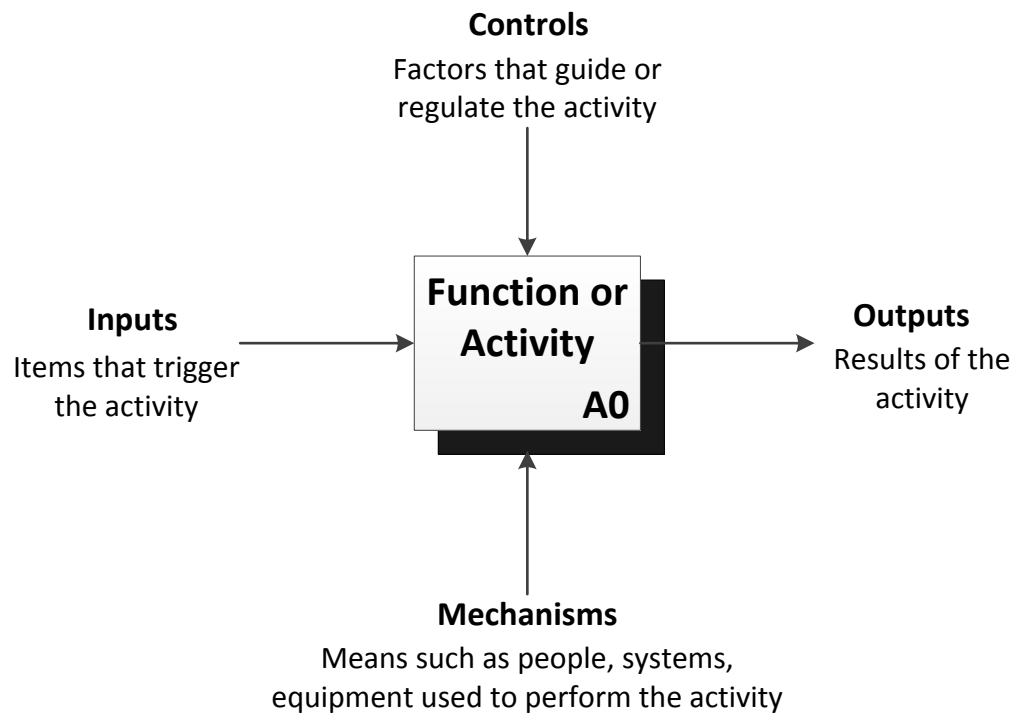 Controls
Factors that guide or
regulate the activity
Inputs
Items that trigger
the activity
Function or
Activity
A0
Outputs
Results of the
activity
Mechanisms
Means such as people, systems,
equipment used to perform the activity